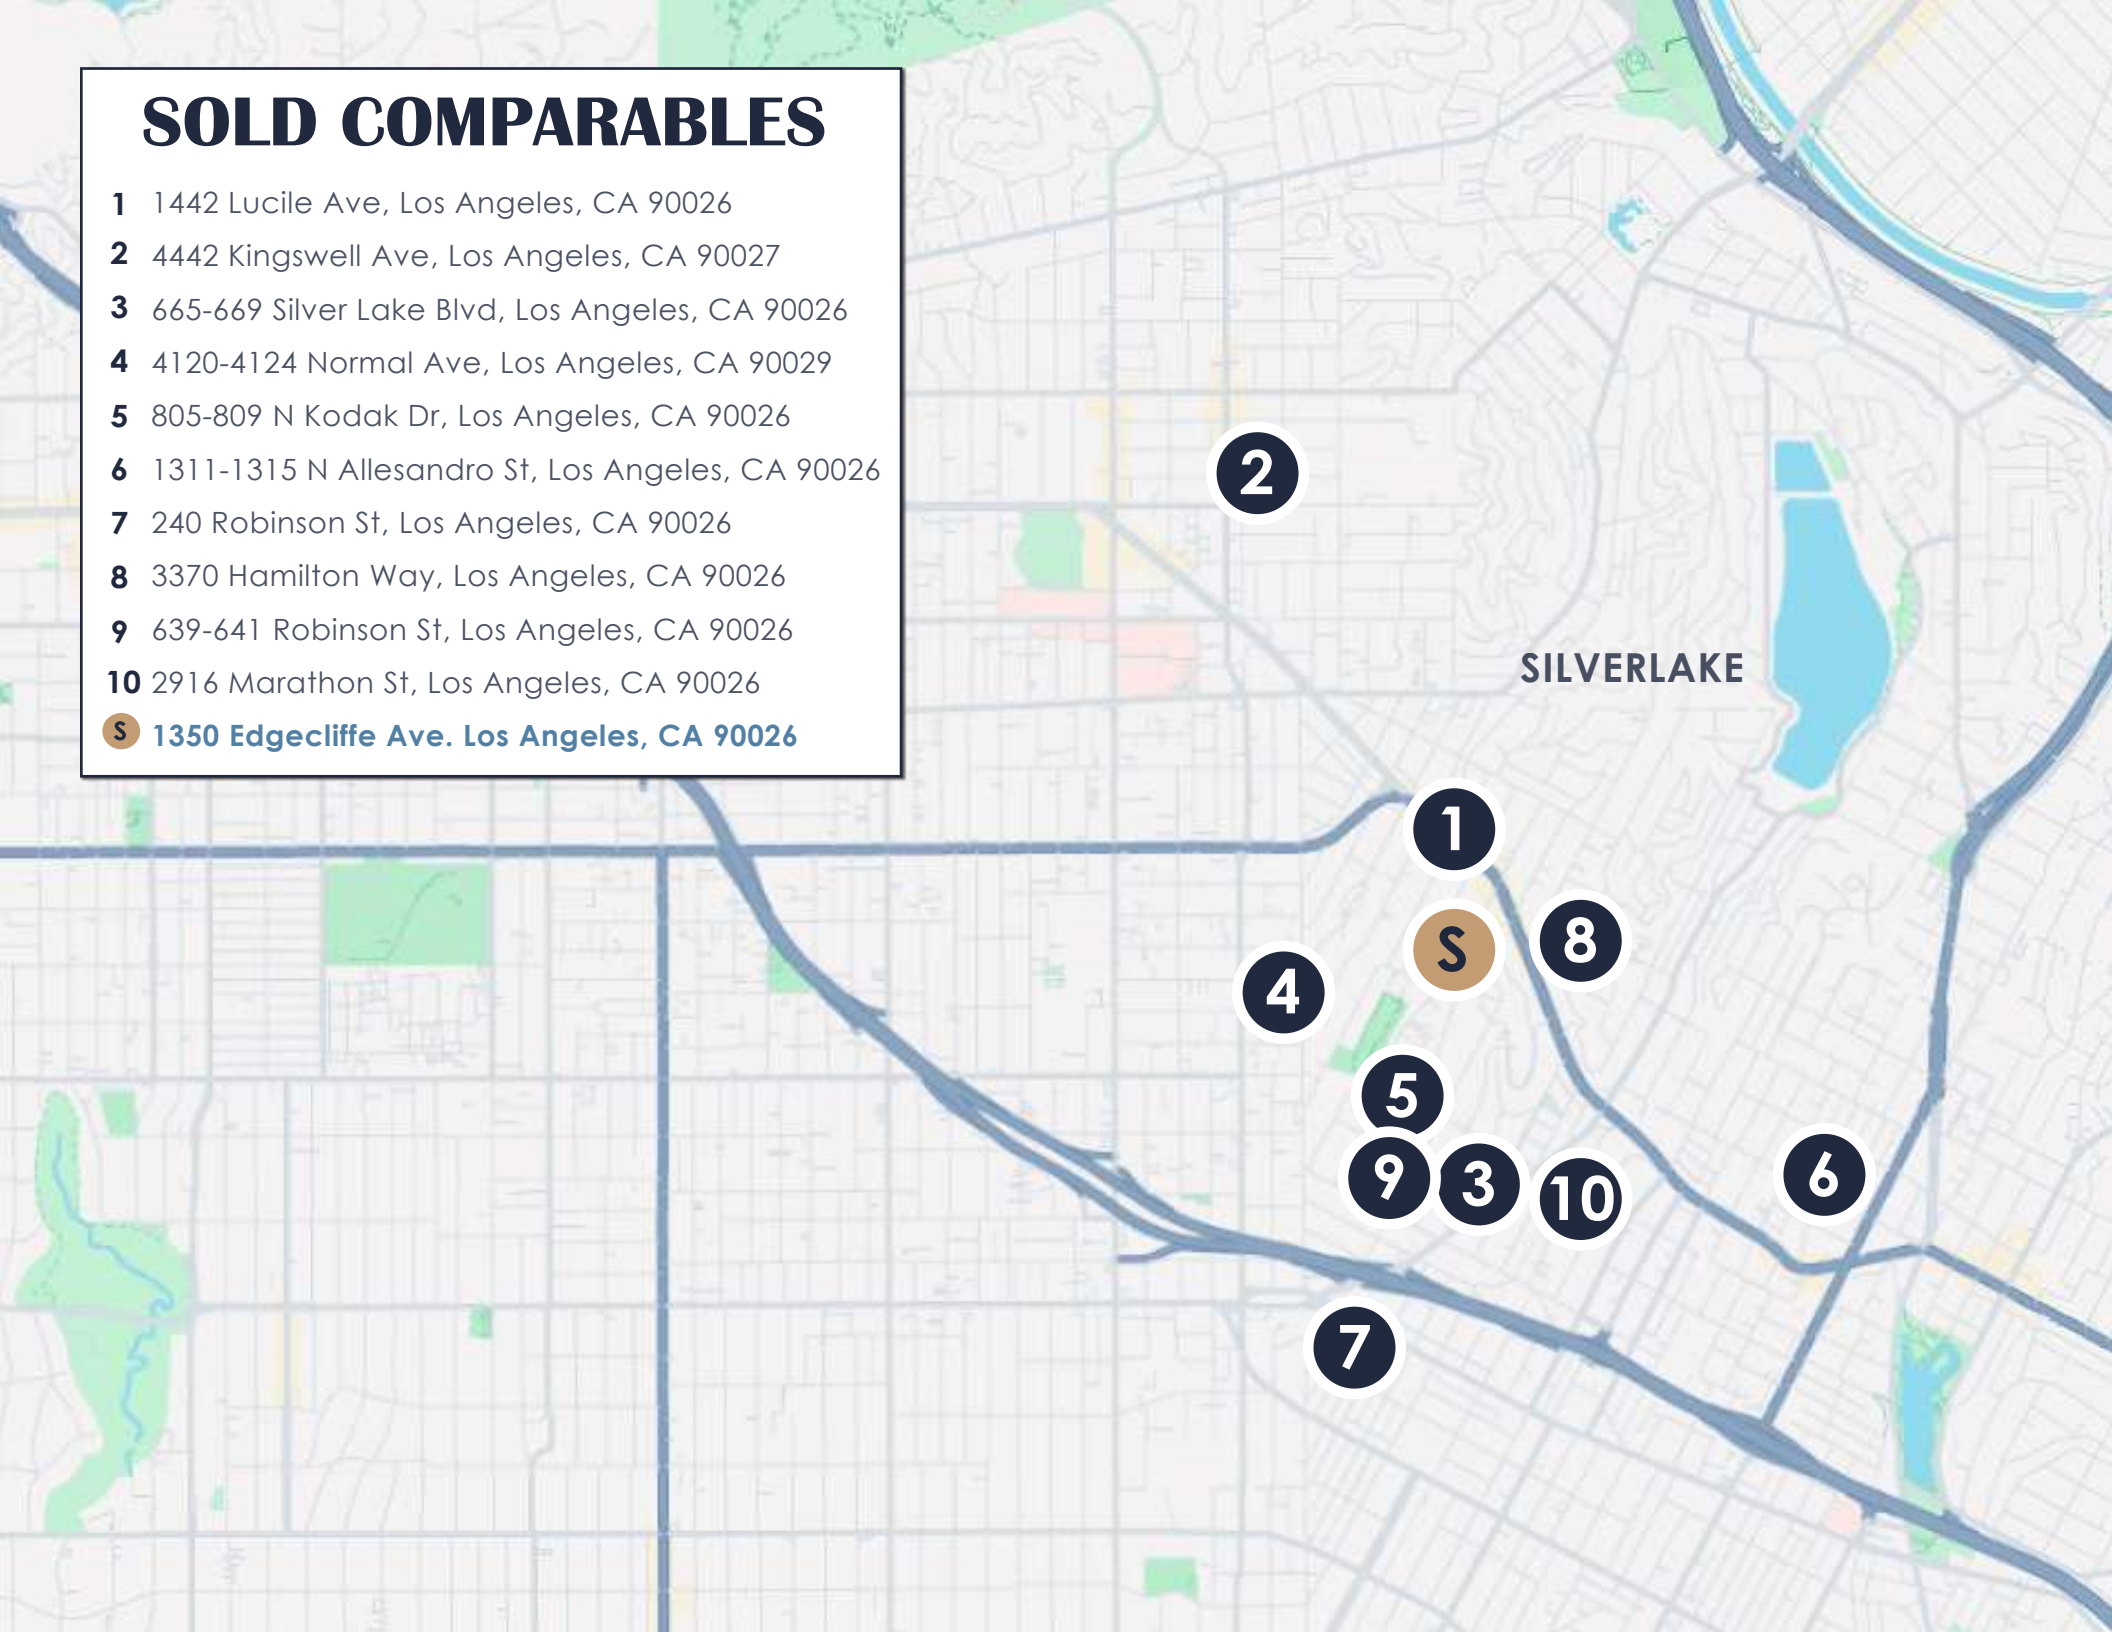 SOLD COMPARABLES
1 1442 Lucile Ave, Los Angeles, CA 90026
2 4442 Kingswell Ave, Los Angeles, CA 90027
3 665-669 Silver Lake Blvd, Los Angeles, CA 90026
4 4120-4124 Normal Ave, Los Angeles, CA 90029
5 805-809 N Kodak Dr, Los Angeles, CA 90026
6 1311-1315 N Allesandro St, Los Angeles, CA 90026
7 240 Robinson St, Los Angeles, CA 90026
8 3370 Hamilton Way, Los Angeles, CA 90026
9 639-641 Robinson St, Los Angeles, CA 90026
10 2916 Marathon St, Los Angeles, CA 90026
S 1350 Edgecliffe Ave. Los Angeles, CA 90026
2
SILVERLAKE
1
8
S
4
5
9
3
10
6
7